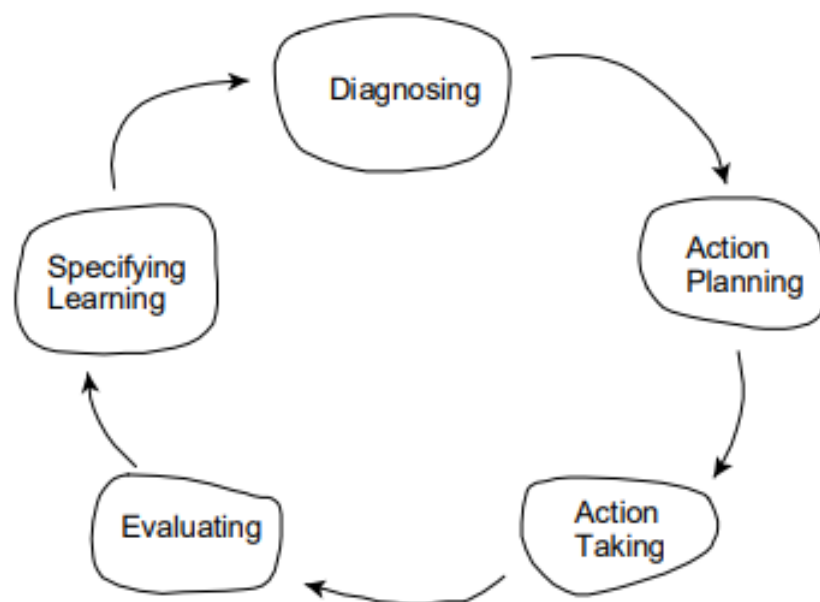 Diagnosing
Action
Planning
Action
Taking
Evaluating
Specifying
Learning